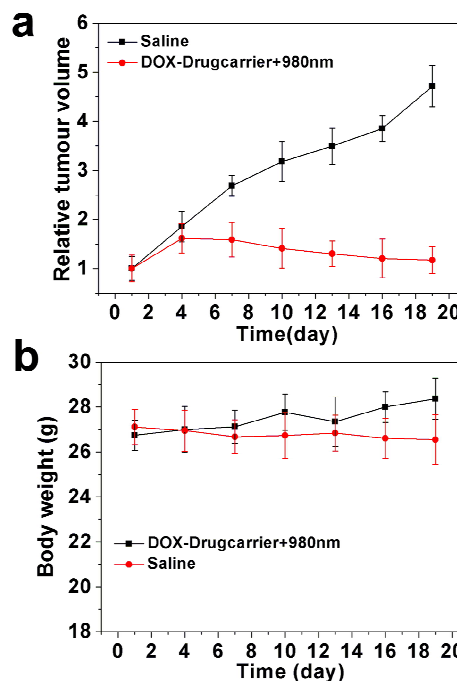 a
Saline
DOX-Drugcarrier+980nm
Relative tumour volume
6
5
4
3
2
1
0 2 4 6 8 10 12 14 16 18 20
Time(day)
b
Body weight (g)
30
28
26
24
22
20
18
DOX-Drugcarrier+980nm
Saline
0 2 4 6 8 10 12 14 16 18 20
Time (day)